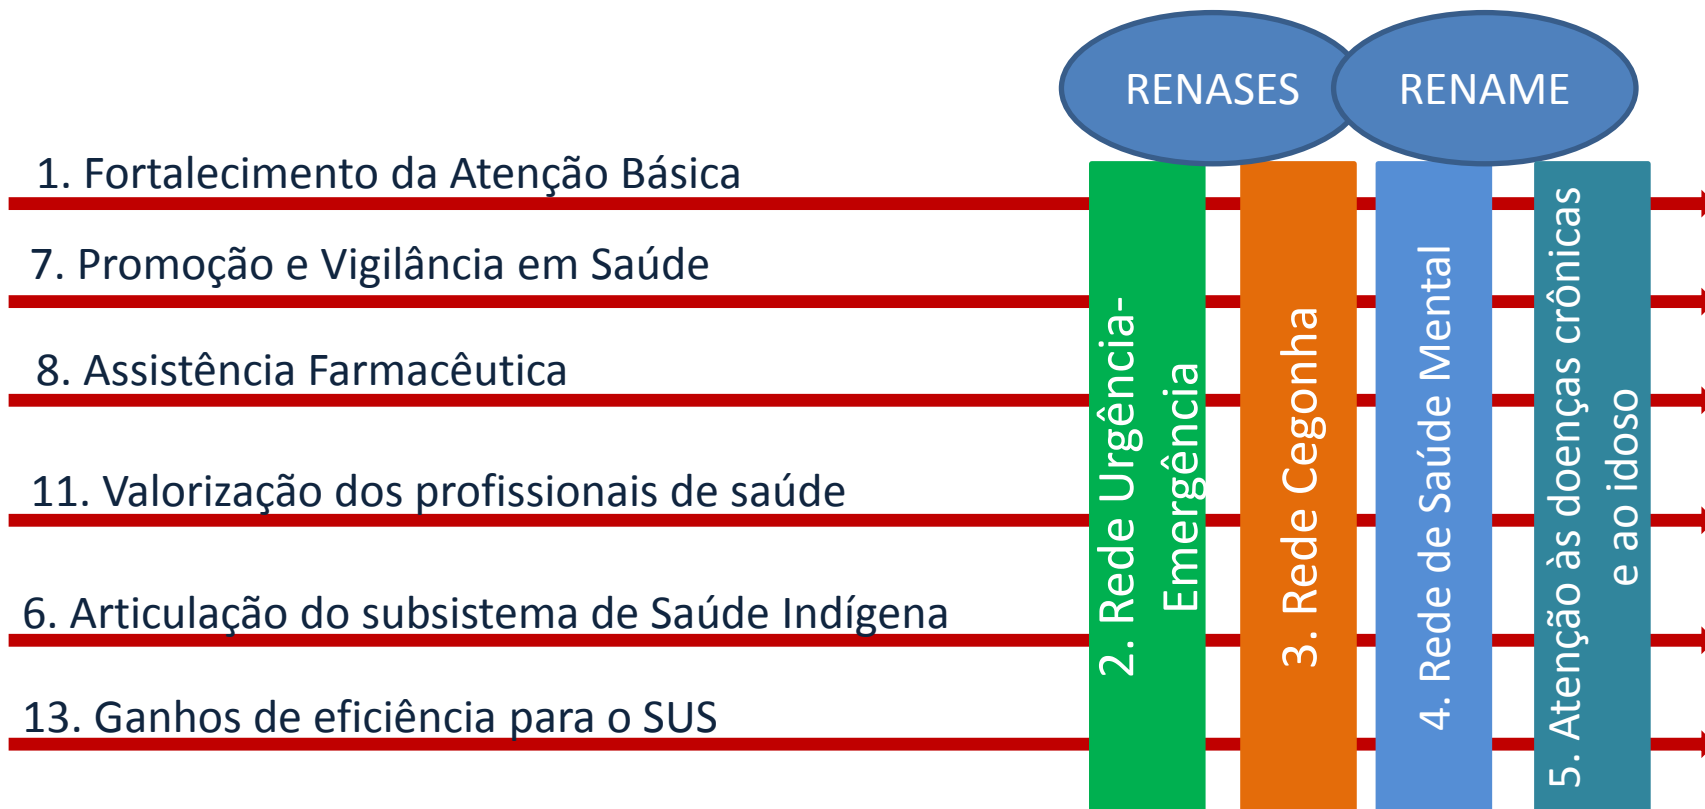 RENASES
RENAME
1. Fortalecimento da Atenção Básica
7. Promoção e Vigilância em Saúde
8. Assistência Farmacêutica
11. Valorização dos profissionais de saúde
6. Articulação do subsistema de Saúde Indígena
13. Ganhos de eficiência para o SUS
2. Rede Urgência-
Emergência
3. Rede Cegonha
4. Rede de Saúde Mental
5. Atenção às doenças crônicas
e ao idoso